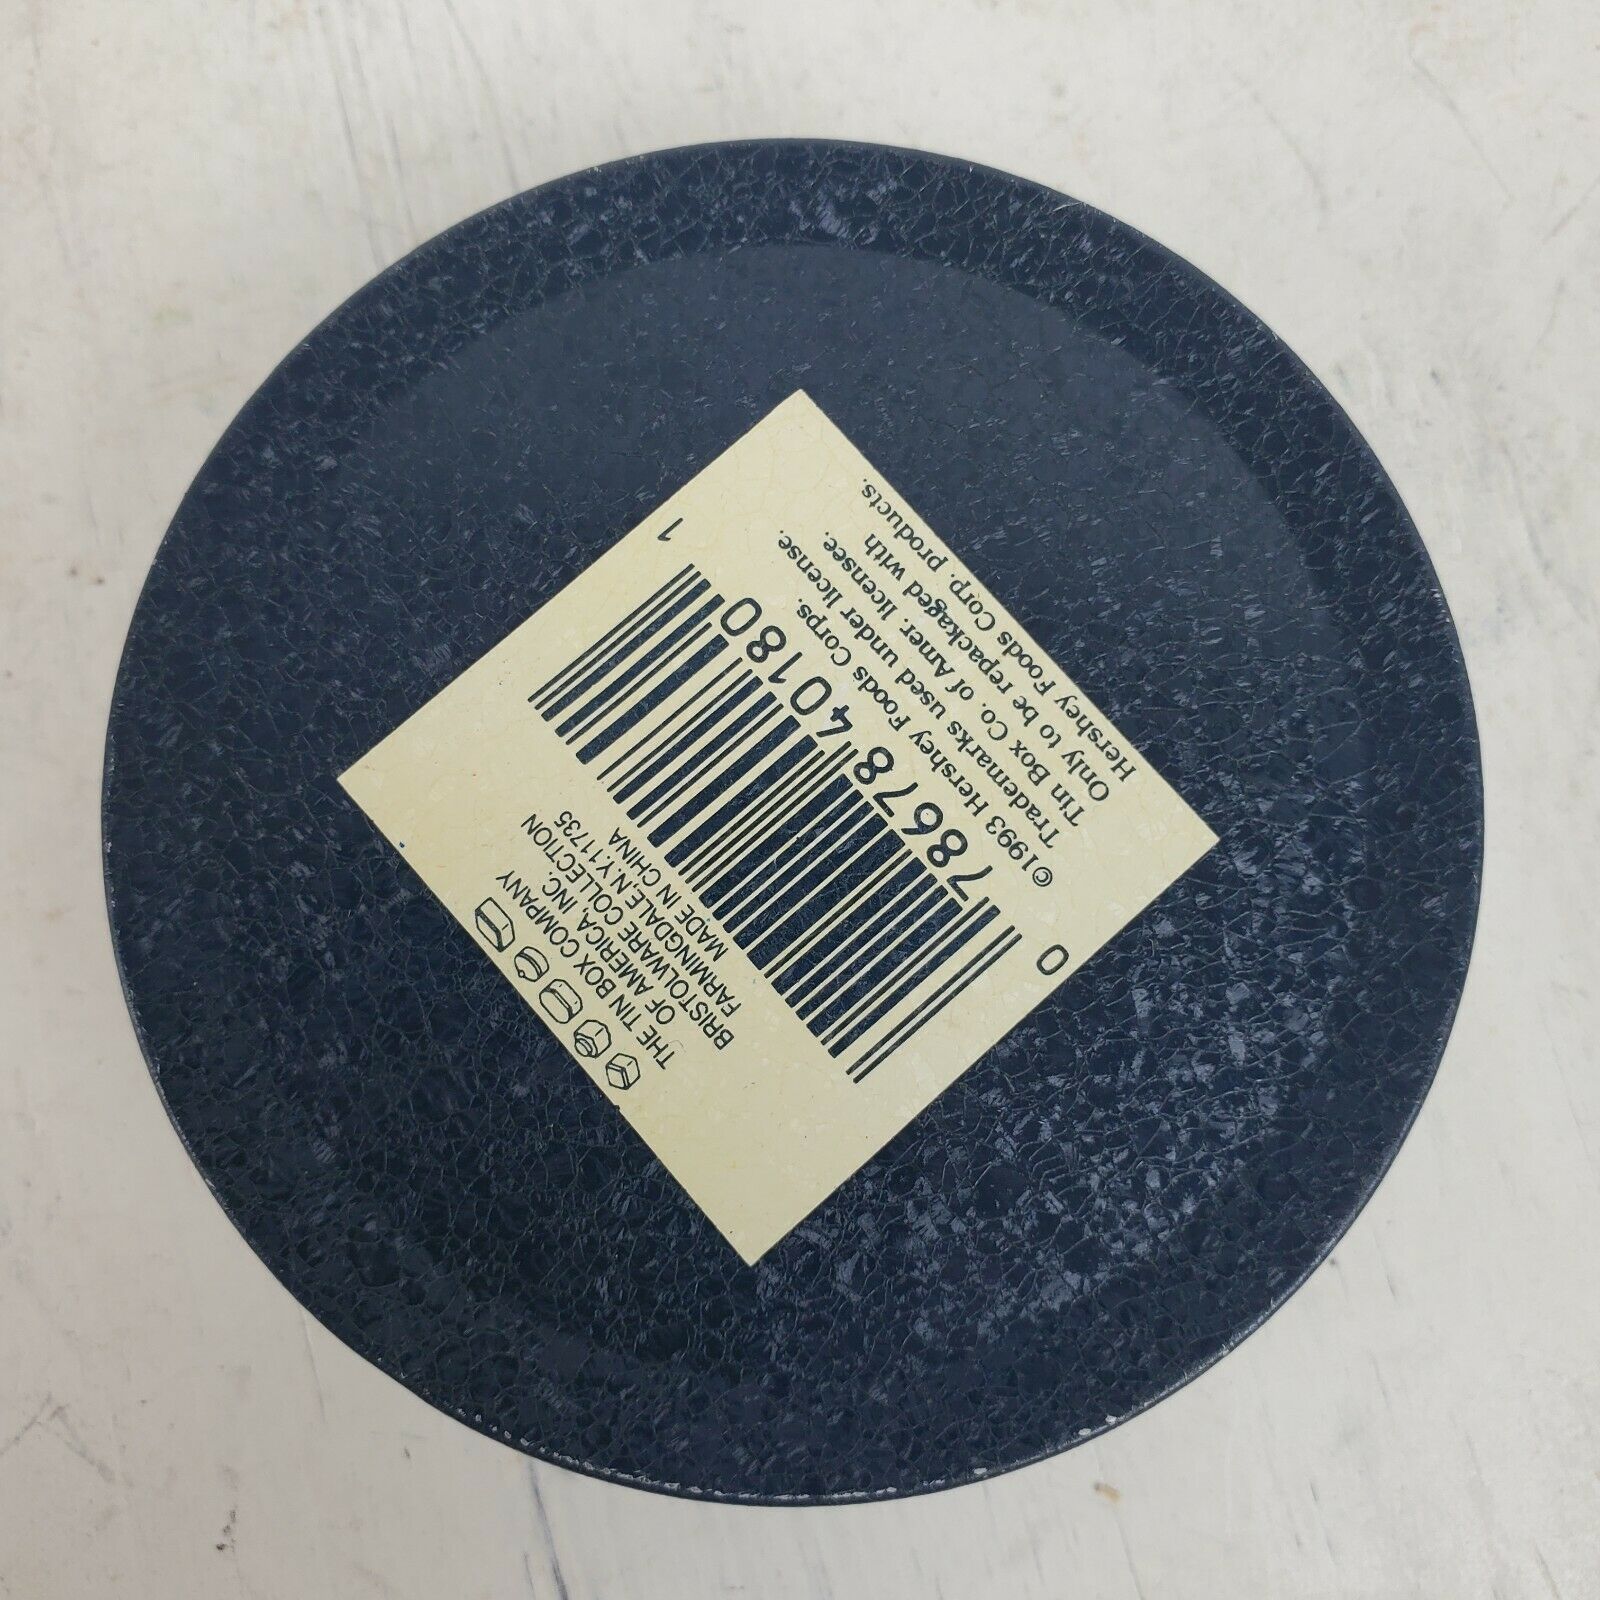 THE TIN BOX COMPANY
OF AMERICA, INC.
BRISTOLWARE COLLECTION
FARMINGDALE, N.Y. 11735
MADE IN CHINA
0 78678 40180 1
©1993 Hershey Foods Corps.
Trademarks used under license.
Tin Box Co. of Amer. licensee.
Only to be repackaged with
Hershey Foods Corp. products.